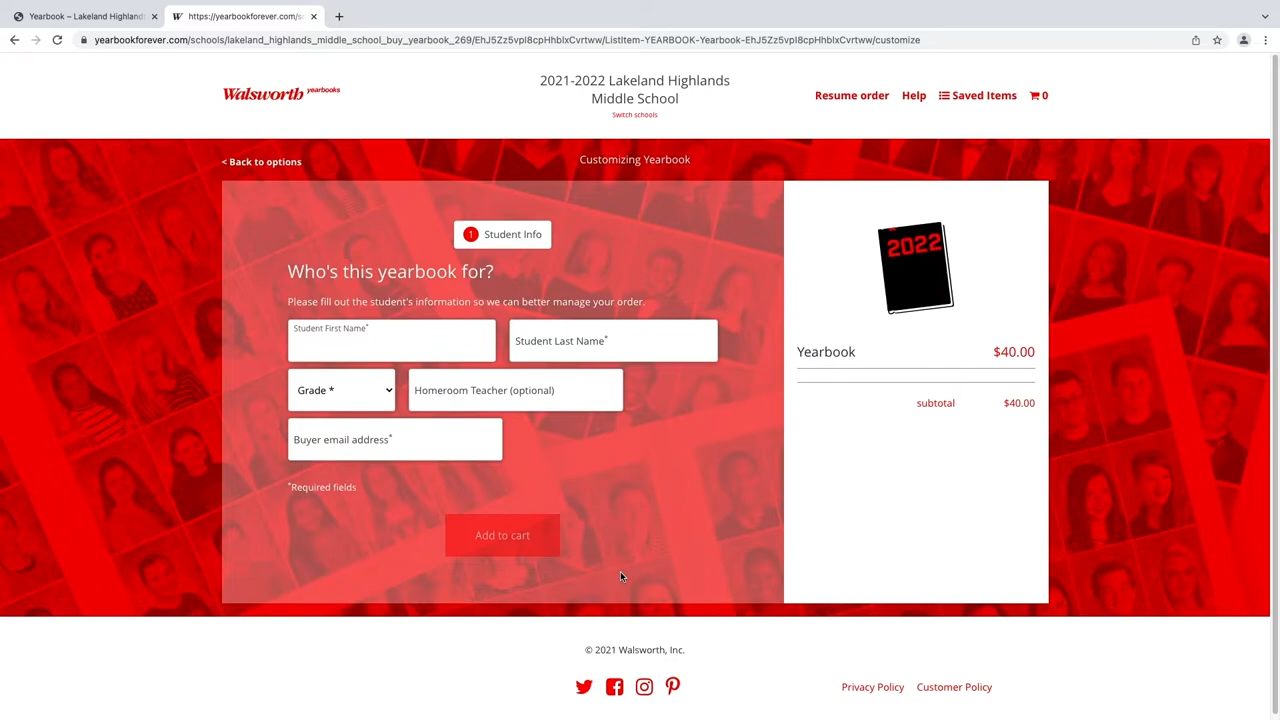 Yearbook – Lakeland Highlands
https://yearbookforever.com/s
yearbookforever.com/schools/lakeland_highlands_middle_school_buy_yearbook_269/EhJ5Zz5vpI8cpHhbIxCvrtww/ListItem-YEARBOOK-Yearbook-EhJ5Zz5vpI8cpHhbIxCvrtww/customize
Walsworth yearbooks
2021-2022 Lakeland Highlands
Middle School
Switch schools
Resume order Help Saved Items 0
< Back to options
Customizing Yearbook
1 Student Info
Who's this yearbook for?
Please fill out the student's information so we can better manage your order.
Student First Name*
Student Last Name*
Grade *
Homeroom Teacher (optional)
Buyer email address*
*Required fields
Add to cart
2022
Yearbook $40.00
subtotal $40.00
© 2021 Walsworth, Inc.
Privacy Policy Customer Policy